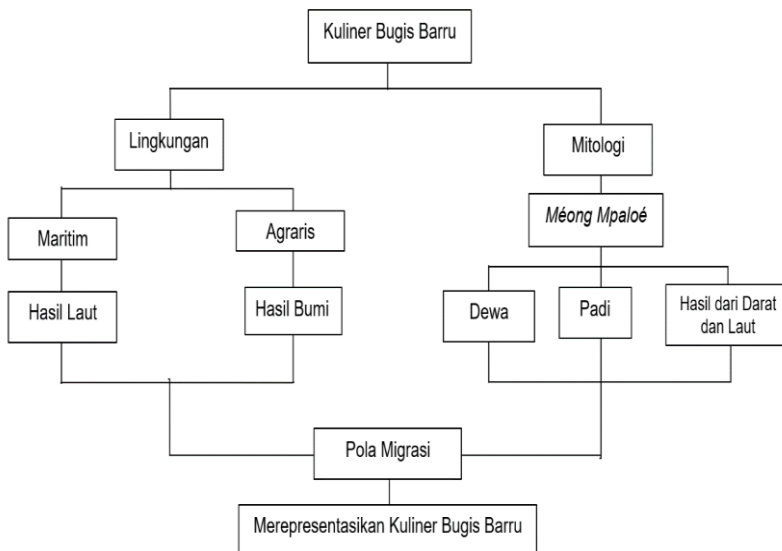 Kuliner Bugis Barru
Lingkungan
Mitologi
Maritim
Agraris
Méong Mpaloé
Hasil Laut
Hasil Bumi
Dewa
Padi
Hasil dari Darat
dan Laut
Pola Migrasi
Merepresentasikan Kuliner Bugis Barru